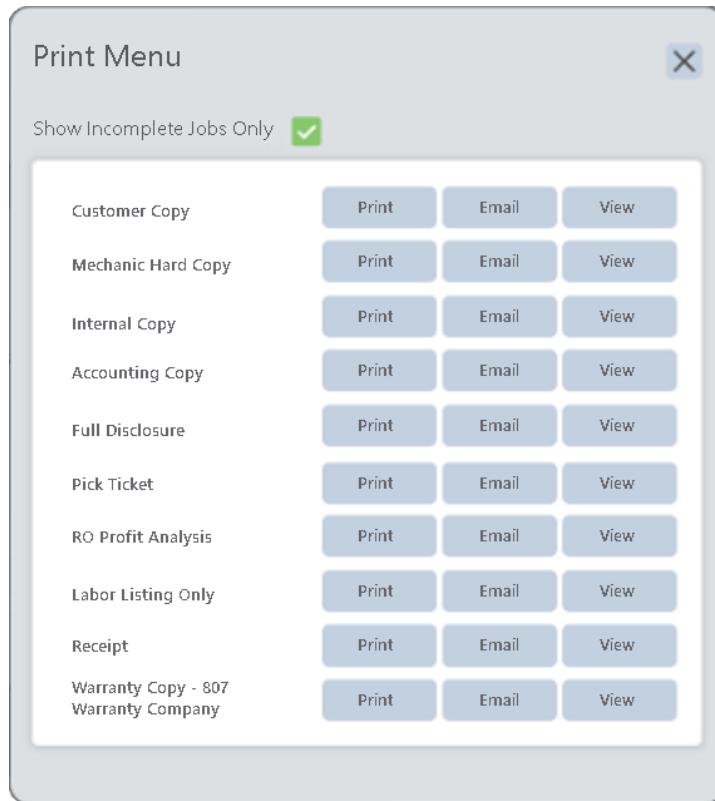 Print Menu
Show Incomplete Jobs Only
Customer Copy Print Email View
Mechanic Hard Copy Print Email View
Internal Copy Print Email View
Accounting Copy Print Email View
Full Disclosure Print Email View
Pick Ticket Print Email View
RO Profit Analysis Print Email View
Labor Listing Only Print Email View
Receipt Print Email View
Warranty Copy - 807
Warranty Company Print Email View